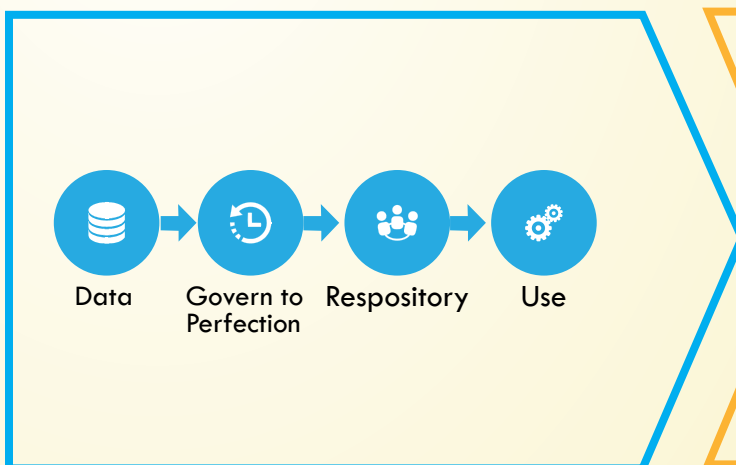 Data
Govern to
Perfection
Respository
Use